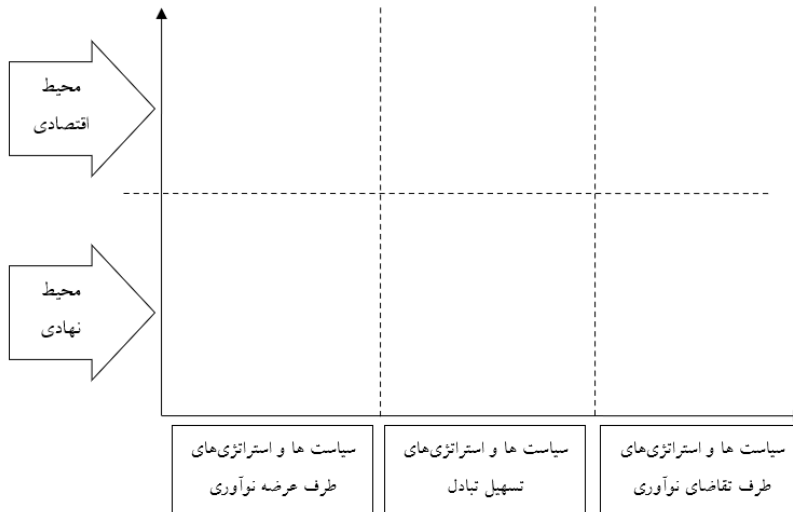 محیط
اقتصادی
محیط
نهادی
سیاست ها و استراتژی‌های
طرف تقاضای نوآوری
سیاست ها و استراتژی‌های
تسهیل تبادل
سیاست ها و استراتژی‌های
طرف عرضه نوآوری